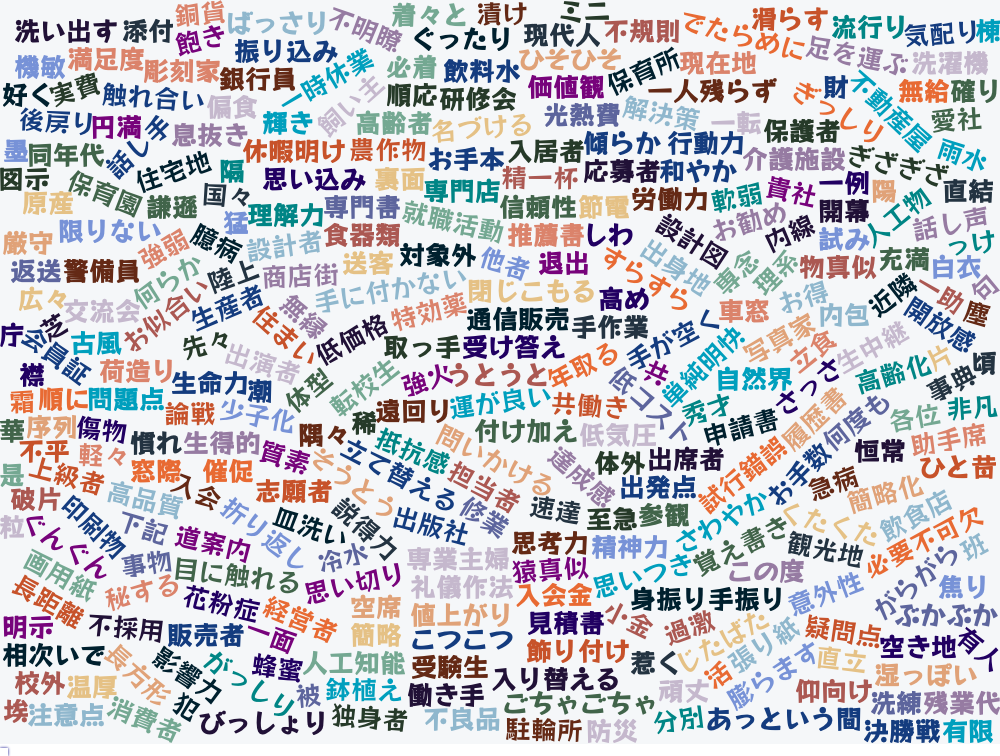 洗い出す
添付
銅貨
飽き
ばっさり
不明瞭
着々と
漬け
ミニ
ぐったり
現代人
不規則
でたらめに
滑らす
流行り
気配り
棟
機敏
満足度
彫刻家
振り込み
銀行員
一時休業
必着
飲料水
ひそひそ
価値観
保育所
現在地
足を運ぶ
洗濯機
好く
実費
触れ合い
偏食
飼い主
順応
研修会
一人残らず
ぎっしり
財
不動産屋
無給
確り
後戻り
円満
話し手
息抜き
輝き
高齢者
名づける
光熱費
解決策
一転
保護者
愛社
雨水
墨
同年代
住宅地
隔
休暇明け
農作物
お手本
入居者
傾らか
行動力
介護施設
ぎざぎざ
図示
保育園
謙遜
国々
思い込み
裏面
専門店
精一杯
応募者
和やか
軟弱
貴社
一例
陽
直結
原産
猛
理解力
専門書
就職活動
信頼性
節電
労働力
お勧め
内線
開幕
人工物
話し声
厳守
限りない
強弱
臆病
設計者
食器類
対象外
推薦書
しわ
設計図
試み
っけ
返送
警備員
何らか
陸上
商店街
送客
他者
退出
すらすら
出身地
専念
理系
物真似
充満
白衣
向
広々
交流会
お似合い
生産者
無縁
手に付かない
特効薬
閉じこもる
高め
車窓
お得
内包
近隣
一助
塵
庁
芝
会員証
古風
先々
住まい
低価格
通信販売
手作業
手が空く
写真家
開放感
襟
荷造り
出演者
取っ手
受け答え
年取る
共
単純明快
立食
生中継
高齢化
片
事典
頃
霜
順に
問題点
生命力
潮
体型
転校生
強火
うとうと
低コスト
秀才
自然界
さっさ
華
序列
傷物
論戦
少子化
稀
遠回り
運が良い
共働き
申請書
履歴書
何度も
各位
非凡
不平
軽々
慣れ
生得的
質素
隅々
抵抗感
問いかける
付け加え
低気圧
体外
出席者
試行錯誤
お手数
恒常
助手席
是
上級者
窓際
催促
そうとう
立て替える
担当者
達成感
出発点
急病
簡略化
ひと昔
破片
印刷物
高品質
入会
志願者
皿洗い
説得力
出版社
修業
速達
至急
参観
さわやか
くたくた
飲食店
粒
ぐんぐん
下記
道案内
折り返し
冷水
専業主婦
思考力
精神力
覚え書き
観光地
必要不可欠
班
画用紙
事物
目に触れる
思い切り
礼儀作法
猿真似
思いつき
この度
がらがら
焦り
長距離
秘する
花粉症
経営者
空席
値上がり
入会金
身振り手振り
意外性
ぶかぶか
明示
不採用
販売者
一面
簡略
こつこつ
見積書
小金
過激
じたばた
張り紙
疑問点
空き地
有人
相次いで
長方形
影響力
がっしり
蜂蜜
人工知能
受験生
飾り付け
惹く
活
膨らます
直立
湿っぽい
校外
温厚
犯
被
鉢植え
働き手
入り替える
ごちゃごちゃ
頑丈
仰向け
洗練
残業代
埃
注意点
消費者
びっしょり
独身者
不良品
駐輪所
防災
分別
あっという間
決勝戦
有限